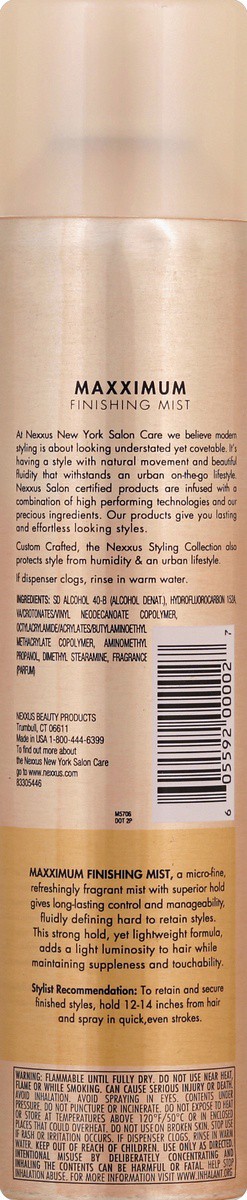 MAXXIMUM
FINISHING MIST
At Nexxus New York Salon Care we believe modern
styling is about looking understated yet covetable. It's
having a style with natural movement and beautiful
fluidity that withstands an urban on-the-go lifestyle.
Nexxus Salon certified products are infused with a
combination of high performing technologies and our
precious ingredients. Our products give you lasting
and effortless looking styles.
Custom Crafted, the Nexxus Styling Collection also
protects style from humidity & an urban lifestyle.
If dispenser clogs, rinse in warm water.
INGREDIENTS: SD ALCOHOL 40-B (ALCOHOL DENAT.), HYDROFLUOROCARBON 152A,
VA/CROTONATES/VINYL NEODECANOATE COPOLYMER,
OCTYLACRYLAMIDE/ACRYLATES/BUTYLAMINOETHYL
METHACRYLATE COPOLYMER, AMINOMETHYL
PROPANOL, DIMETHYL STEARAMINE, FRAGRANCE
(PARFUM)
NEXXUS BEAUTY PRODUCTS
Trumbull, CT 06611
Made in USA 1-800-444-6399
To find out more about
the Nexxus New York Salon Care
go to www.nexxus.com
83305446
M5706
DOT 2P
6 05592 00002 7
MAXXIMUM FINISHING MIST, a micro-fine,
refreshingly fragrant mist with superior hold
gives long-lasting control and manageability,
fluidly defining hard to retain styles.
This strong hold, yet lightweight formula,
adds a light luminosity to hair while
maintaining suppleness and touchability.
Stylist Recommendation: To retain and secure
finished styles, hold 12-14 inches from hair
and spray in quick,even strokes.
WARNING: FLAMMABLE UNTIL FULLY DRY. DO NOT USE NEAR HEAT,
FLAME OR WHILE SMOKING. CAN CAUSE SERIOUS INJURY OR DEATH.
AVOID INHALATION. AVOID SPRAYING IN EYES. CONTENTS UNDER
PRESSURE. DO NOT PUNCTURE OR INCINERATE. DO NOT EXPOSE TO HEAT
OR STORE AT TEMPERATURES ABOVE 120°F/50°C OR IN ENCLOSED
PLACES THAT COULD OVERHEAT. DO NOT USE ON BROKEN SKIN. STOP USE
IF RASH OR IRRITATION OCCURS. IF DISPENSER CLOGS, RINSE IN WARM
WATER. KEEP OUT OF REACH OF CHILDREN. USE ONLY AS DIRECTED.
INTENTIONAL MISUSE BY DELIBERATELY CONCENTRATING AND
INHALING THE CONTENTS CAN BE HARMFUL OR FATAL. HELP STOP
INHALATION ABUSE. FOR MORE INFORMATION VISIT WWW.INHALANT.ORG